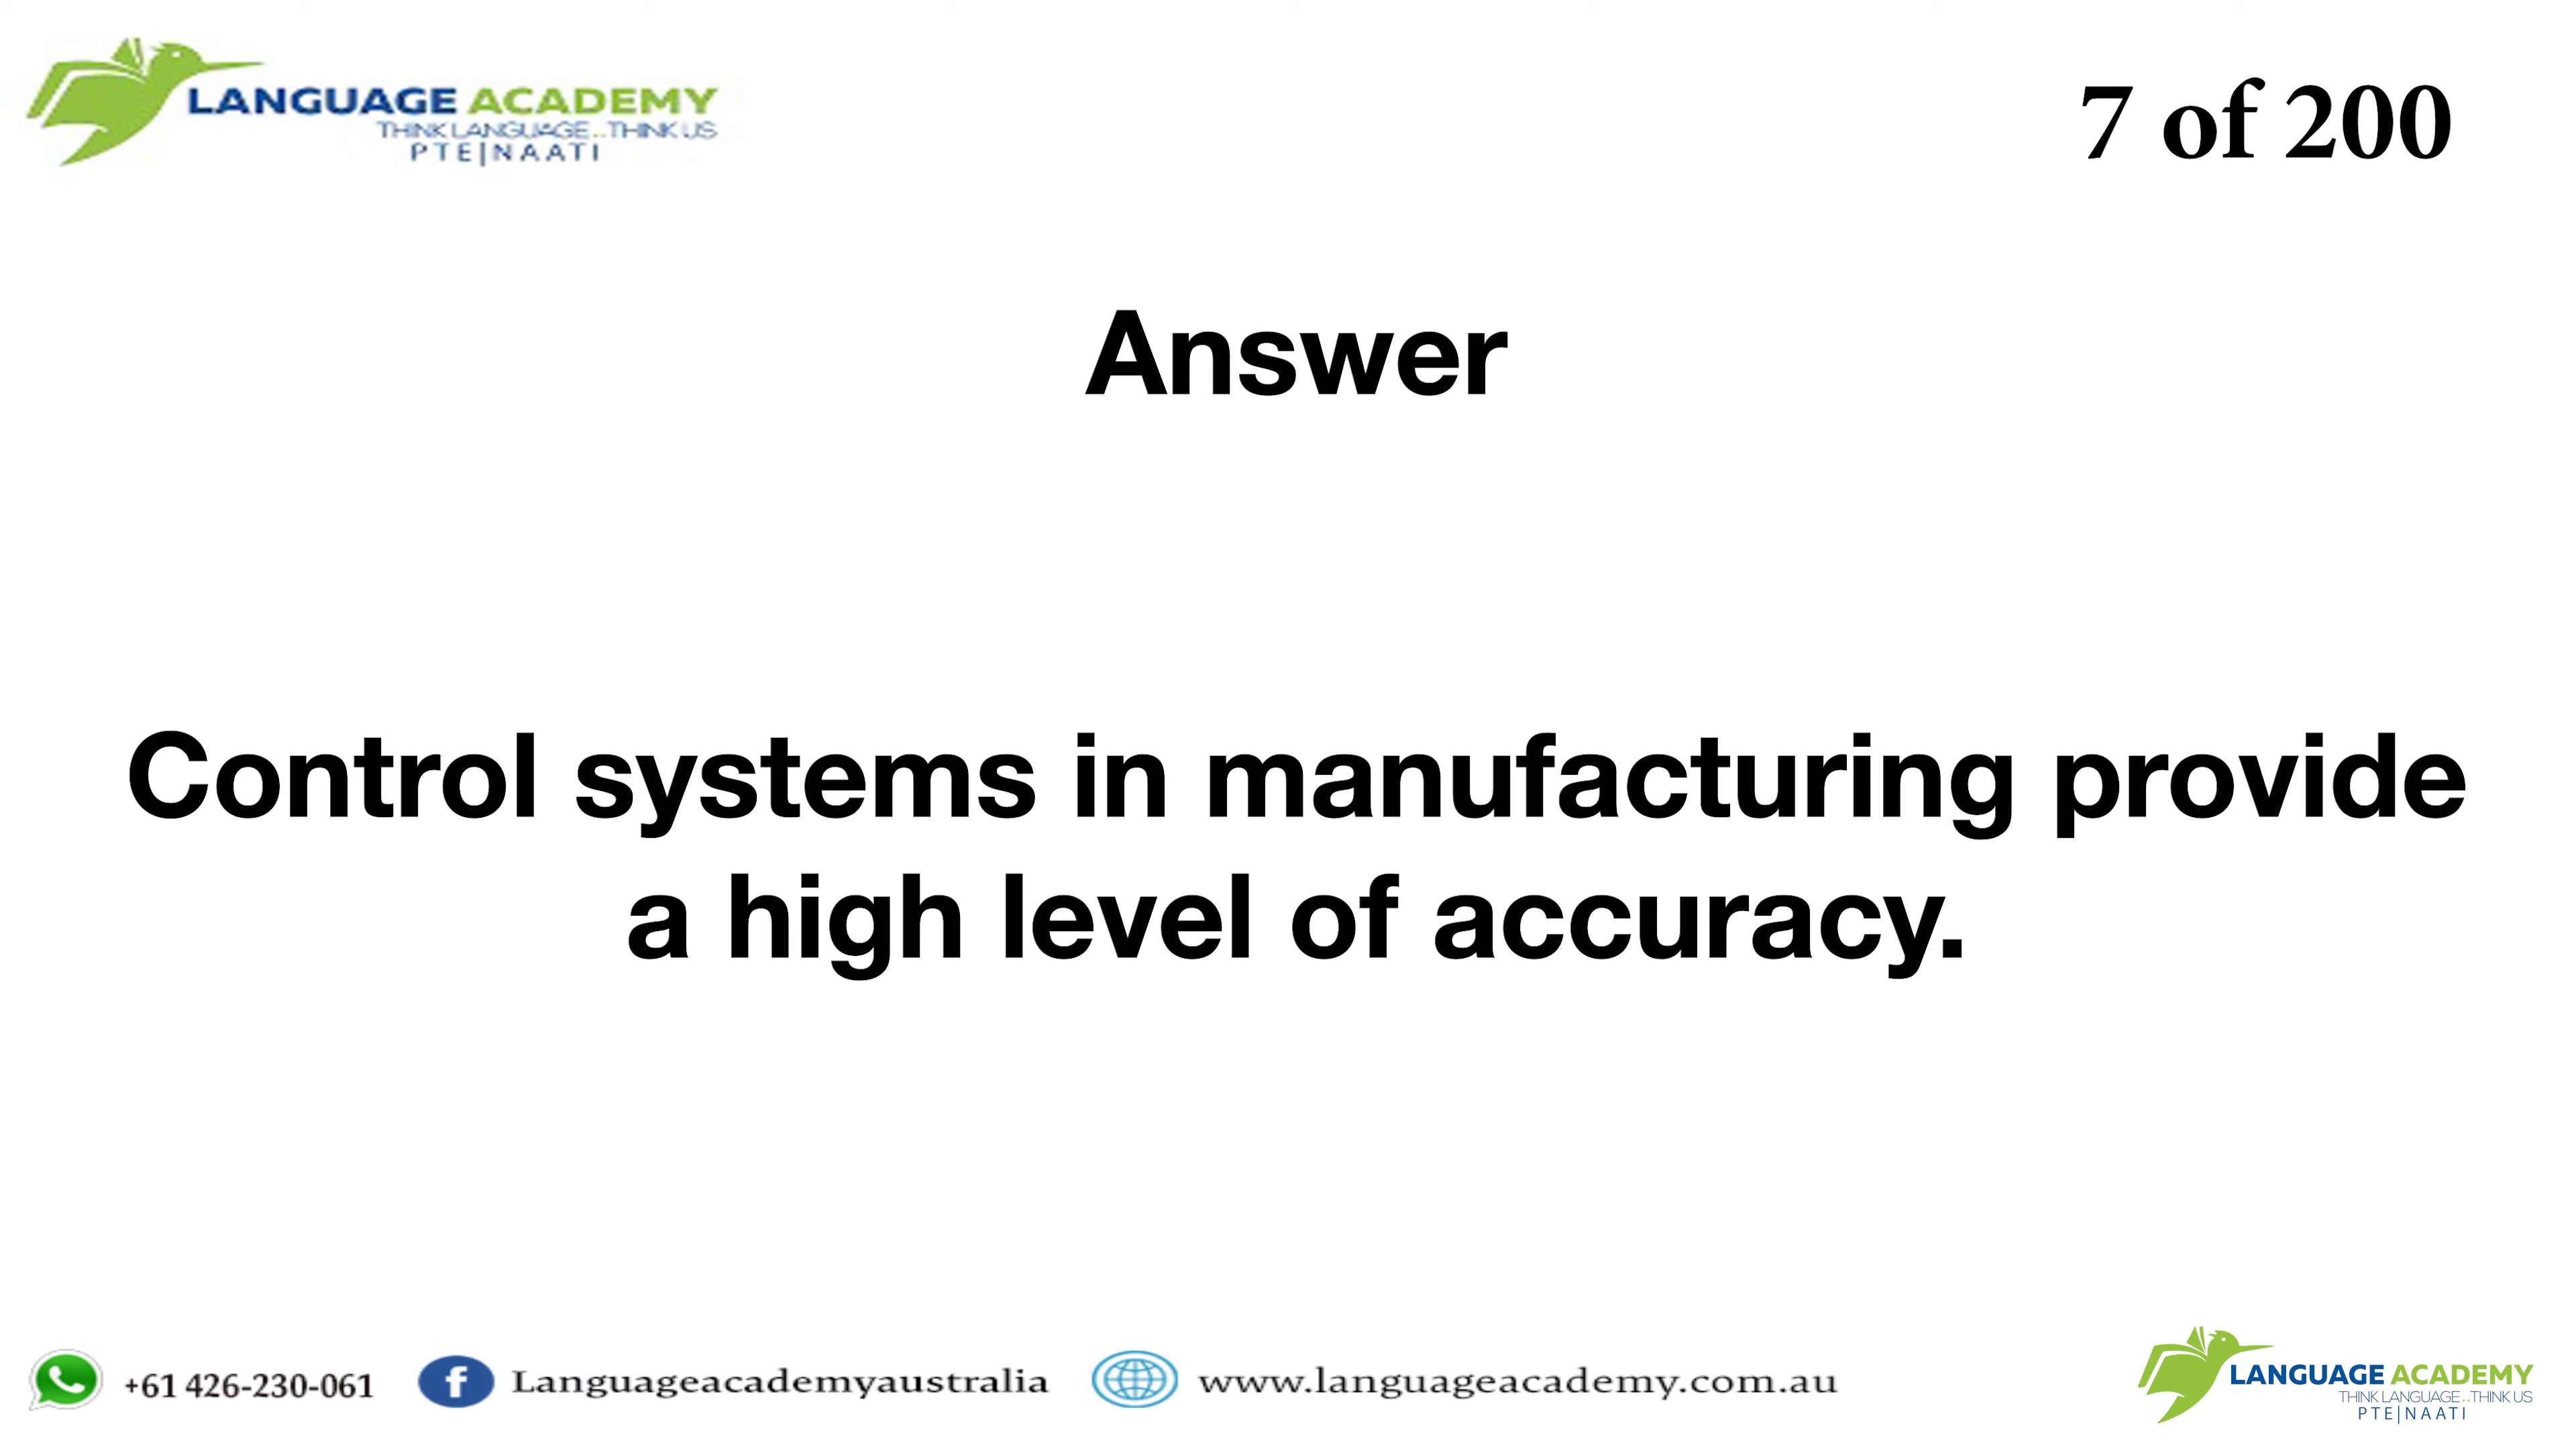 LANGUAGE ACADEMY
THINK LANGUAGE..THINK US
PTE|NAATI
7 of 200
Answer
Control systems in manufacturing provide
a high level of accuracy.
+61 426-230-061
Languageacademyaustralia
www.languageacademy.com.au
LANGUAGE ACADEMY
THINK LANGUAGE..THINK US
PTE|NAATI